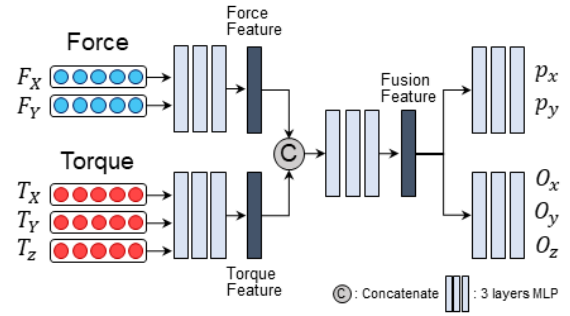 Force
Force
Feature
F_X
F_Y
Torque
T_X
T_Y
T_z
Torque
Feature
C
Fusion
Feature
p_x
p_y
O_x
O_y
O_z
C : Concatenate
: 3 layers MLP